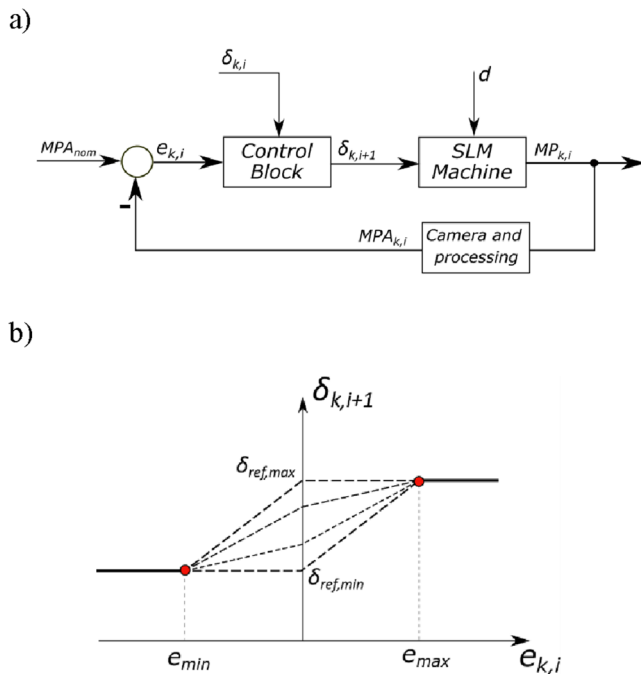 a)
δk,i
d
MPAnom
ek,i
Control
Block
δk,i+1
SLM
Machine
MPk,i
-
MPAk,i
Camera and
processing
b)
δk,i+1
δref,max
δref,min
emin
emax
ek,i